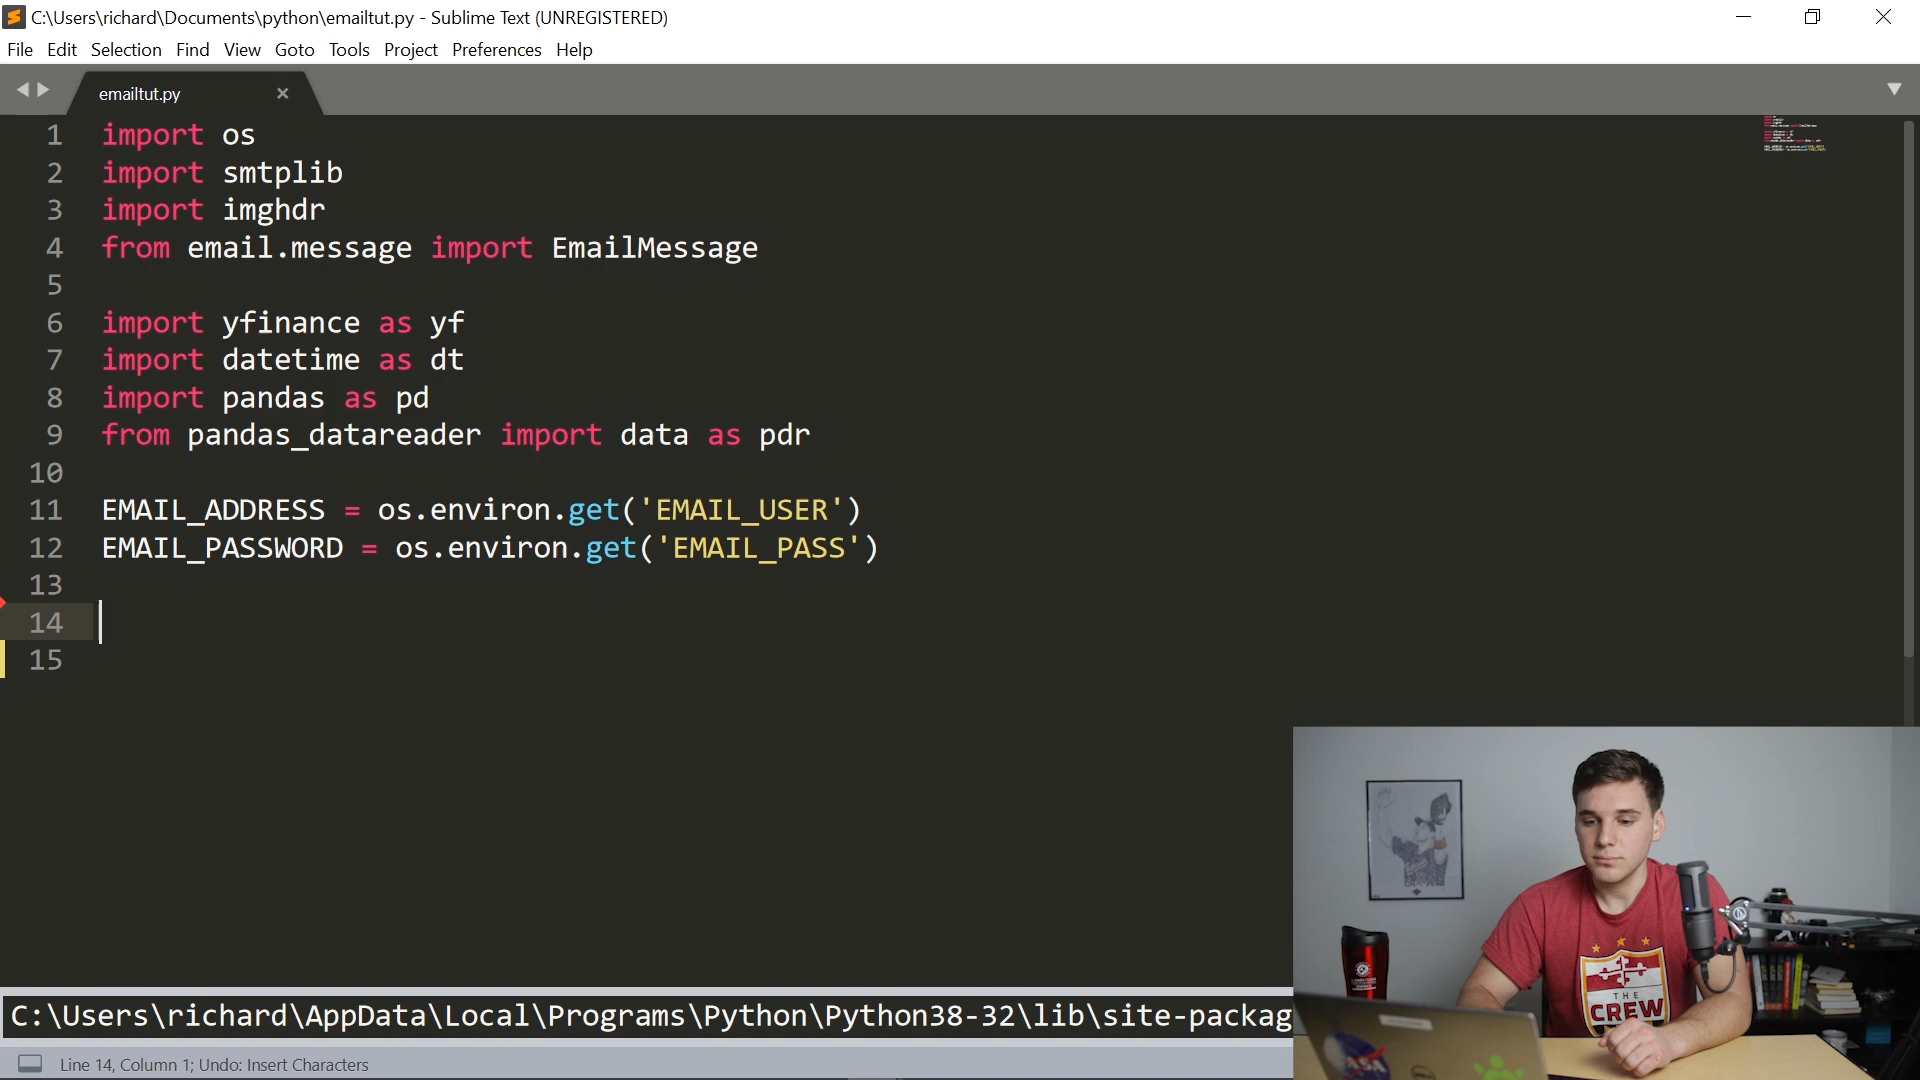 C:\Users\richard\Documents\python\emailtut.py - Sublime Text (UNREGISTERED)
File Edit Selection Find View Goto Tools Project Preferences Help
emailtut.py
1 import os
2 import smtplib
3 import imghdr
4 from email.message import EmailMessage
5
6 import yfinance as yf
7 import datetime as dt
8 import pandas as pd
9 from pandas_datareader import data as pdr
10
11 EMAIL_ADDRESS = os.environ.get('EMAIL_USER')
12 EMAIL_PASSWORD = os.environ.get('EMAIL_PASS')
13
14
15
THE
CREW
NASA
C:\Users\richard\AppData\Local\Programs\Python\Python38-32\lib\site-packag
Line 14, Column 1; Undo: Insert Characters